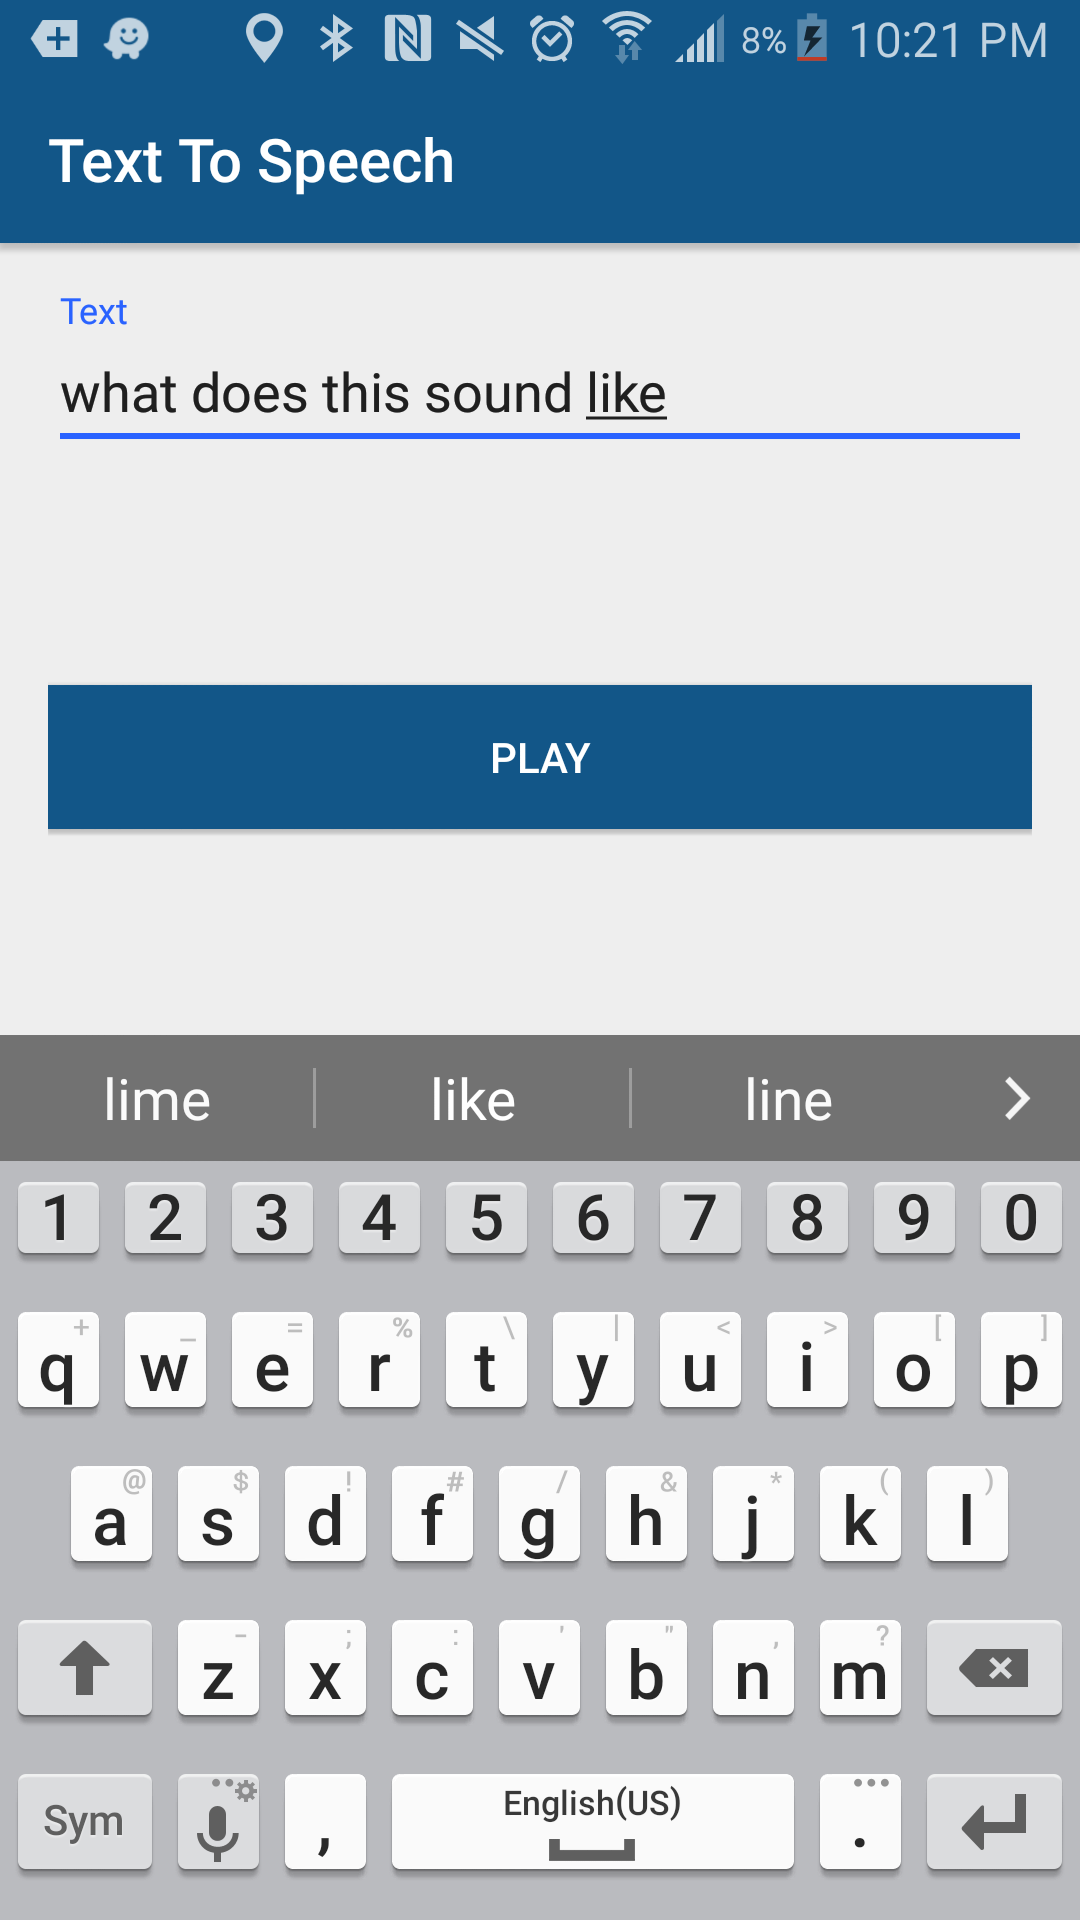 8% 10:21 PM
Text To Speech
Text
what does this sound like
PLAY
lime like line
1 2 3 4 5 6 7 8 9 0
+ _ = % \ | < > [ ]
q w e r t y u i o p
@ $ ! # / & * ( )
a s d f g h j k l
- ; : ' " , ?
z x c v b n m
Sym , English(US) .